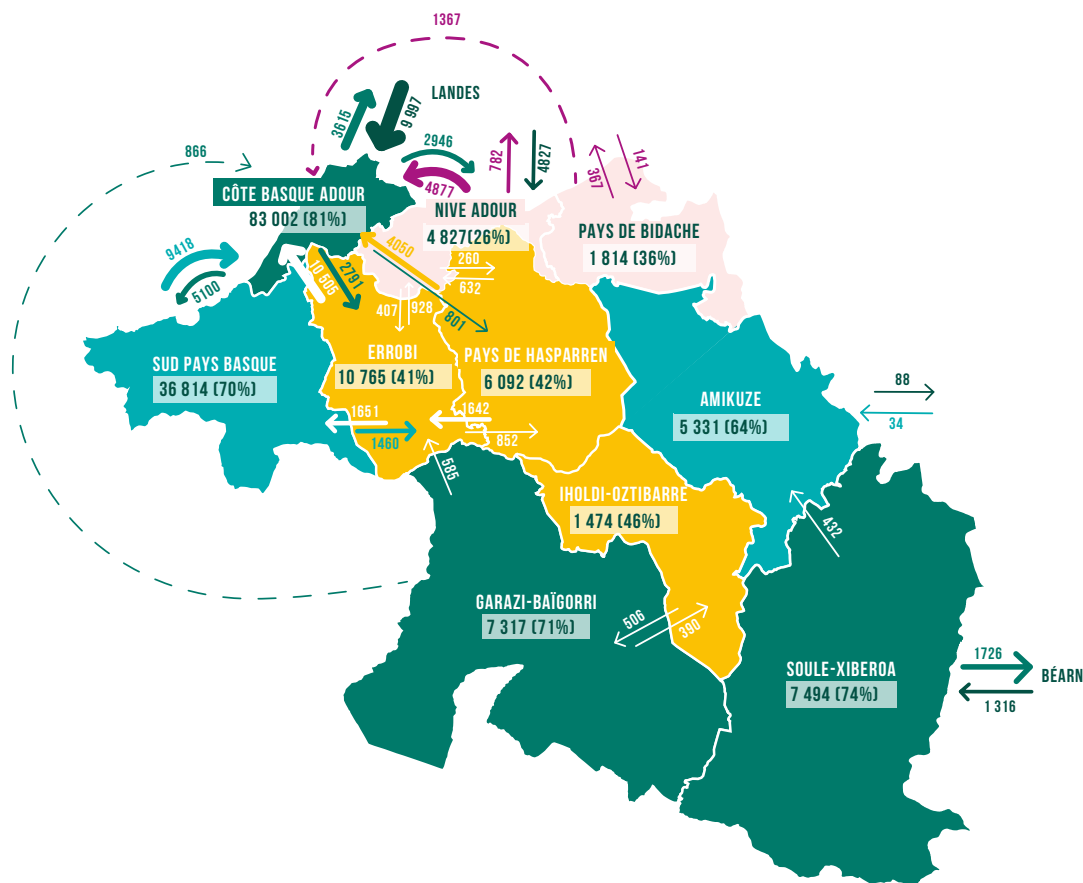 1367
LANDES
3615
9 997
2946
4877
782
4827
367
141
866
CÔTE BASQUE ADOUR
83 002 (81%)
NIVE ADOUR
4 827(26%)
PAYS DE BIDACHE
1 814 (36%)
9418
5100
10 505
2791
4050
260
632
801
407
928
SUD PAYS BASQUE
36 814 (70%)
ERROBI
10 765 (41%)
PAYS DE HASPARREN
6 092 (42%)
AMIKUZE
5 331 (64%)
88
34
1651
1460
1642
852
585
IHOLDI-OZTIBARRE
1 474 (46%)
432
GARAZI-BAÏGORRI
7 317 (71%)
506
390
SOULE-XIBEROA
7 494 (74%)
1726
BÉARN
1 316